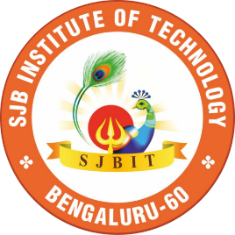 SJB INSTITUTE OF TECHNOLOGY
SJBIT
BENGALURU-60